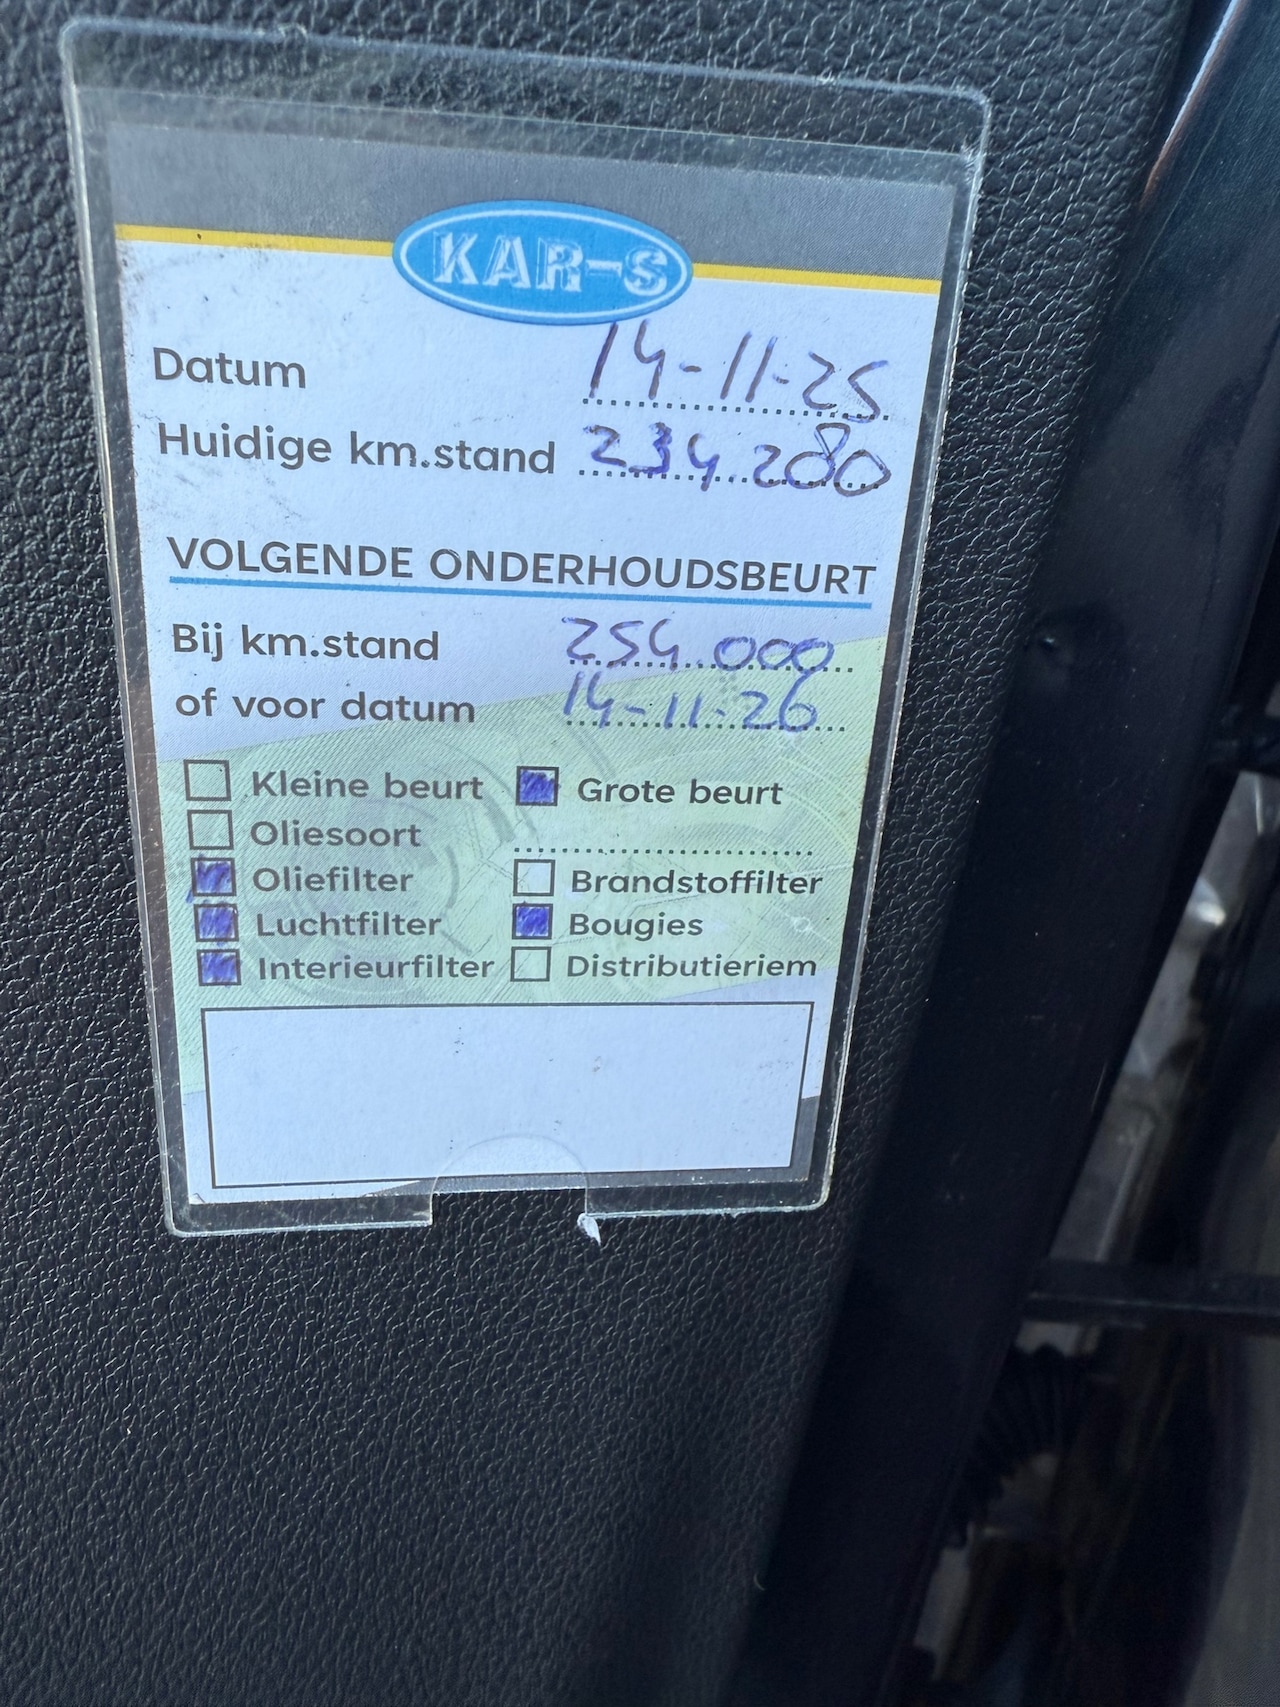 KAR-S
Datum 14-11-25
Huidige km.stand 234.280
VOLGENDE ONDERHOUDSBEURT
Bij km.stand 254.000
of voor datum 14-11-26
Kleine beurt Grote beurt
Oliesoort
Oliefilter Brandstoffilter
Luchtfilter Bougies
Interieurfilter Distributieriem